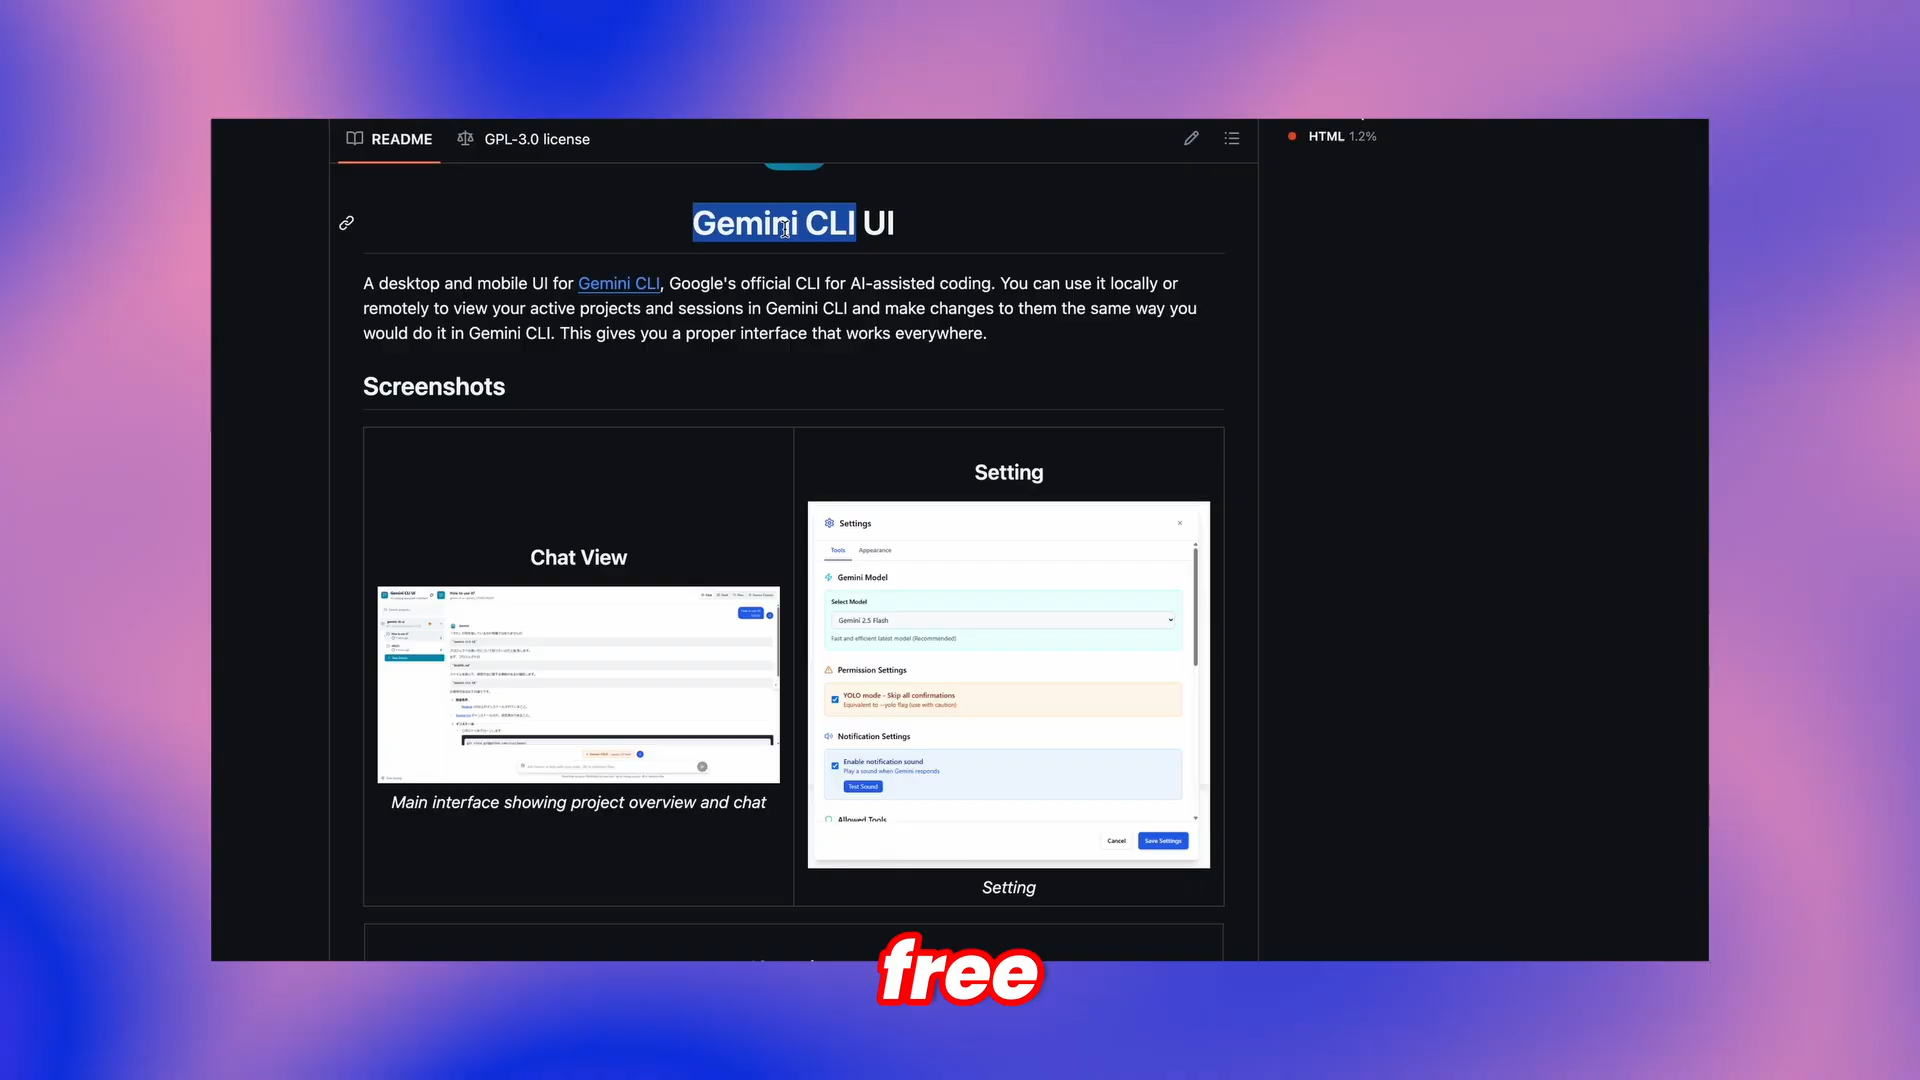 README
GPL-3.0 license
HTML 1.2%
Gemini CLI UI
A desktop and mobile UI for Gemini CLI, Google's official CLI for AI-assisted coding. You can use it locally or
remotely to view your active projects and sessions in Gemini CLI and make changes to them the same way you
would do it in Gemini CLI. This gives you a proper interface that works everywhere.
Screenshots
Chat View
Gemini CLI UI
Main interface showing project overview and chat
Setting
Settings
Tools Appearance
Gemini Model
Select Model
Gemini 2.5 Flash
Fast and efficient latest model (Recommended)
Permission Settings
YOLO mode - Skip all confirmations
Equivalent to --yolo flag (use with caution)
Notification Settings
Enable notification sound
Play a sound when Gemini responds
Test Sound
Allowed Tools
Cancel Save Settings
Setting
free